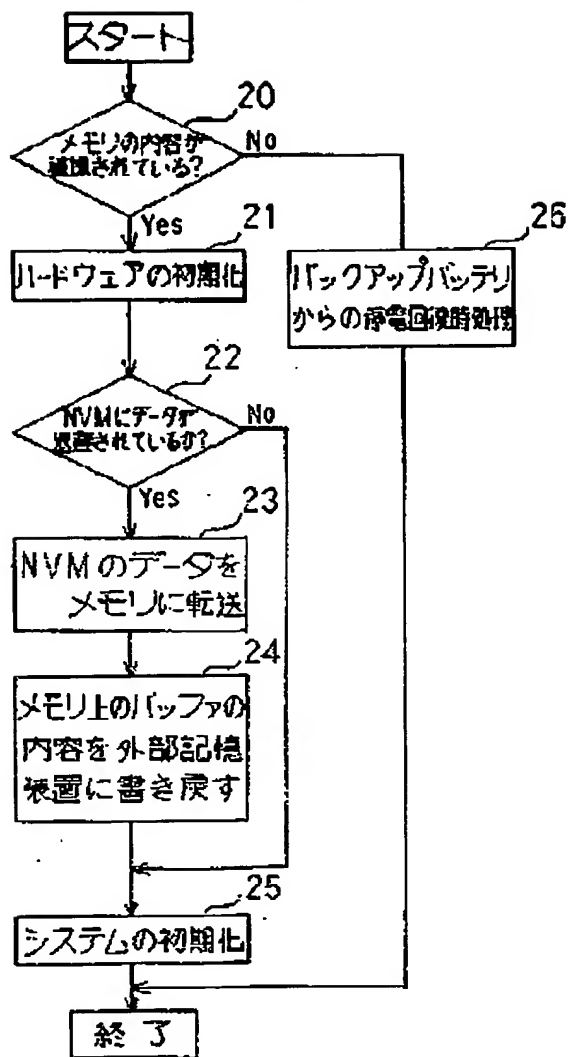 スタート
20
メモリの内容が
破壊されている?
No
Yes
21
26
ハードウェアの初期化
バックアップバッテリ
からの停電回復時処理
22
NVMにデータが
退避されているか?
No
Yes
23
NVMのデータを
メモリに転送
24
メモリ上のバッファの
内容を外部記憶
装置に書き戻す
25
システムの初期化
終了